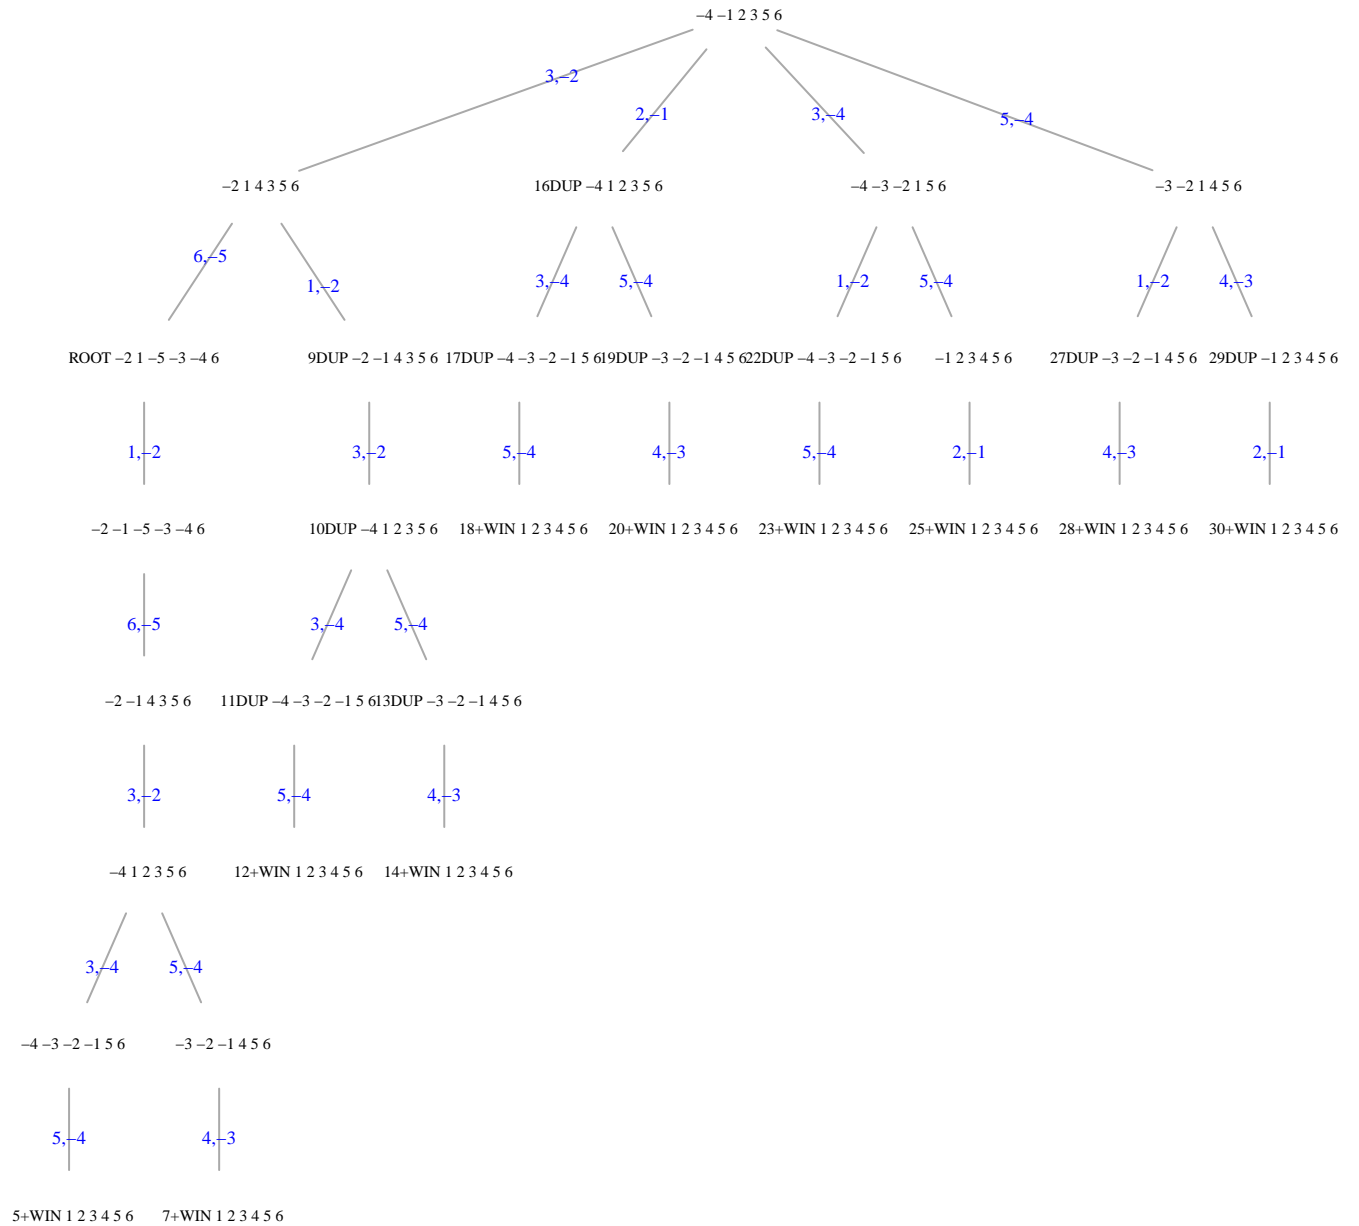 −4 −1 2 3 5 6
3,−2
2,−1
3,−4
5,−4
−2 1 4 3 5 6
16DUP −4 1 2 3 5 6
−4 −3 −2 1 5 6
−3 −2 1 4 5 6
6,−5
1,−2
3,−4
5,−4
1,−2
5,−4
1,−2
4,−3
ROOT −2 1 −5 −3 −4 6
9DUP −2 −1 4 3 5 6
17DUP −4 −3 −2 −1 5 6
19DUP −3 −2 −1 4 5 6
22DUP −4 −3 −2 −1 5 6
−1 2 3 4 5 6
27DUP −3 −2 −1 4 5 6
29DUP −1 2 3 4 5 6
1,−2
3,−2
5,−4
4,−3
5,−4
2,−1
4,−3
2,−1
−2 −1 −5 −3 −4 6
10DUP −4 1 2 3 5 6
18+WIN 1 2 3 4 5 6
20+WIN 1 2 3 4 5 6
23+WIN 1 2 3 4 5 6
25+WIN 1 2 3 4 5 6
28+WIN 1 2 3 4 5 6
30+WIN 1 2 3 4 5 6
6,−5
3,−4
5,−4
−2 −1 4 3 5 6
11DUP −4 −3 −2 −1 5 6
13DUP −3 −2 −1 4 5 6
3,−2
5,−4
4,−3
−4 1 2 3 5 6
12+WIN 1 2 3 4 5 6
14+WIN 1 2 3 4 5 6
3,−4
5,−4
−4 −3 −2 −1 5 6
−3 −2 −1 4 5 6
5,−4
4,−3
5+WIN 1 2 3 4 5 6
7+WIN 1 2 3 4 5 6